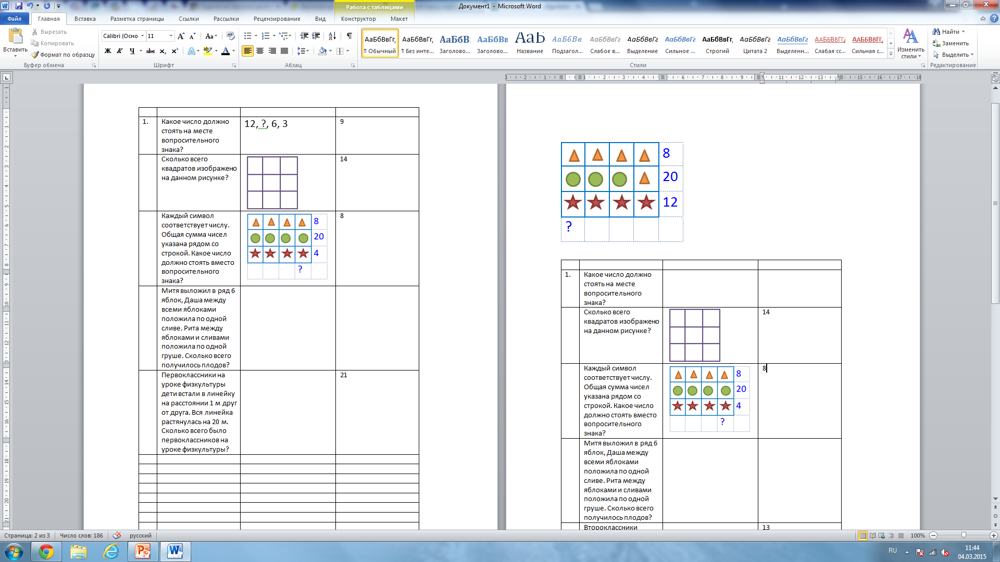 Работа с таблицами
Документ1 - Microsoft Word
Файл
Главная
Вставка
Разметка страницы
Ссылки
Рассылки
Рецензирование
Вид
Конструктор
Макет
Вставить
Вырезать
Копировать
Формат по образцу
Буфер обмена
Calibri (Осно
11
Ж К Ч abc x₂ x²
Шрифт
Абзац
АаБбВвГг, АаБбВвГг, АаБбВ АаБбВв АаБ АаБбВв. АаБбВвГг АаБбВвГг АаБбВвГг АаБбВвГг, АаБбВвГг АаБбВвГг ААББВВГГ, ААББВВГГ,
¶ Обычный
¶ Без инте...
Заголово...
Заголово...
Название
Подзагол...
Слабое в...
Выделение
Сильное ...
Строгий
Цитата 2
Выделенн...
Слабая сс...
Сильная с...
Стили
Изменить
стили
Найти
Заменить
Выделить
Редактирование
1.
Какое число должно
стоять на месте
вопросительного
знака?
12, ?, 6, 3
9
Сколько всего
квадратов изображено
на данном рисунке?
14
Каждый символ
соответствует числу.
Общая сумма чисел
указана рядом со
строкой. Какое число
должно стоять вместо
вопросительного
знака?
8
20
4
?
8
Митя выложил в ряд 6
яблок, Даша между
всеми яблоками
положила по одной
сливе. Рита между
яблоками и сливами
положила по одной
груше. Сколько всего
получилось плодов?
Первоклассники на
уроке физкультуры
дети встали в линейку
на расстоянии 1 м друг
от друга. Вся линейка
растянулась на 20 м.
Сколько всего было
первоклассников на
уроке физкультуры?
21
8
20
12
?
1.
Какое число должно
стоять на месте
вопросительного
знака?
Сколько всего
квадратов изображено
на данном рисунке?
14
Каждый символ
соответствует числу.
Общая сумма чисел
указана рядом со
строкой. Какое число
должно стоять вместо
вопросительного
знака?
8
20
4
?
8
Митя выложил в ряд 6
яблок, Даша между
всеми яблоками
положила по одной
сливе. Рита между
яблоками и сливами
положила по одной
груше. Сколько всего
получилось плодов?
Второклассники
13
Страница: 2 из 3
Число слов: 186
русский
100%
RU
11:44
04.03.2015